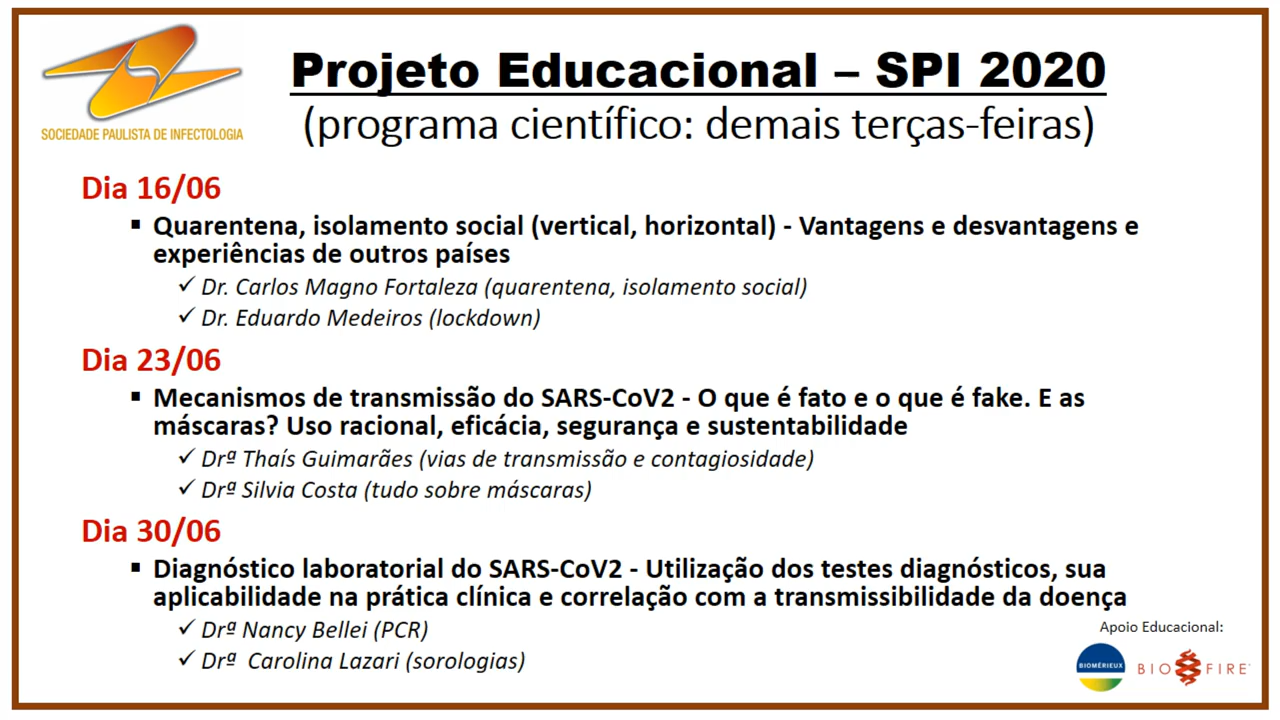 SOCIEDADE PAULISTA DE INFECTOLOGIA
Projeto Educacional – SPI 2020
(programa científico: demais terças-feiras)
Dia 16/06
▪ Quarentena, isolamento social (vertical, horizontal) - Vantagens e desvantagens e
experiências de outros países
✓ Dr. Carlos Magno Fortaleza (quarentena, isolamento social)
✓ Dr. Eduardo Medeiros (lockdown)
Dia 23/06
▪ Mecanismos de transmissão do SARS-CoV2 - O que é fato e o que é fake. E as
máscaras? Uso racional, eficácia, segurança e sustentabilidade
✓ Drª Thaís Guimarães (vias de transmissão e contagiosidade)
✓ Drª Silvia Costa (tudo sobre máscaras)
Dia 30/06
▪ Diagnóstico laboratorial do SARS-CoV2 - Utilização dos testes diagnósticos, sua
aplicabilidade na prática clínica e correlação com a transmissibilidade da doença
✓ Drª Nancy Bellei (PCR)
✓ Drª Carolina Lazari (sorologias)
Apoio Educacional:
BIOMÉRIEUX
BIO FIRE